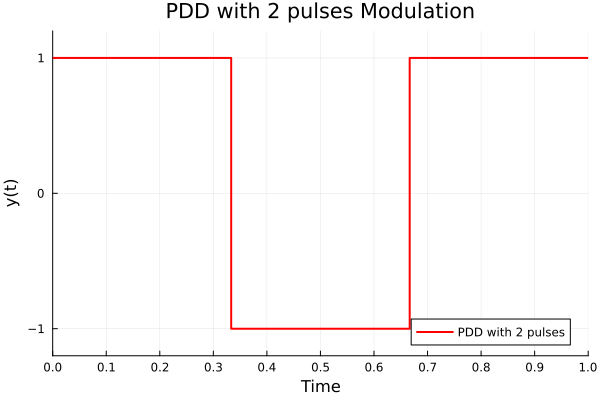 PDD with 2 pulses Modulation
y(t)
1
0
−1
PDD with 2 pulses
0.0 0.1 0.2 0.3 0.4 0.5 0.6 0.7 0.8 0.9 1.0
Time